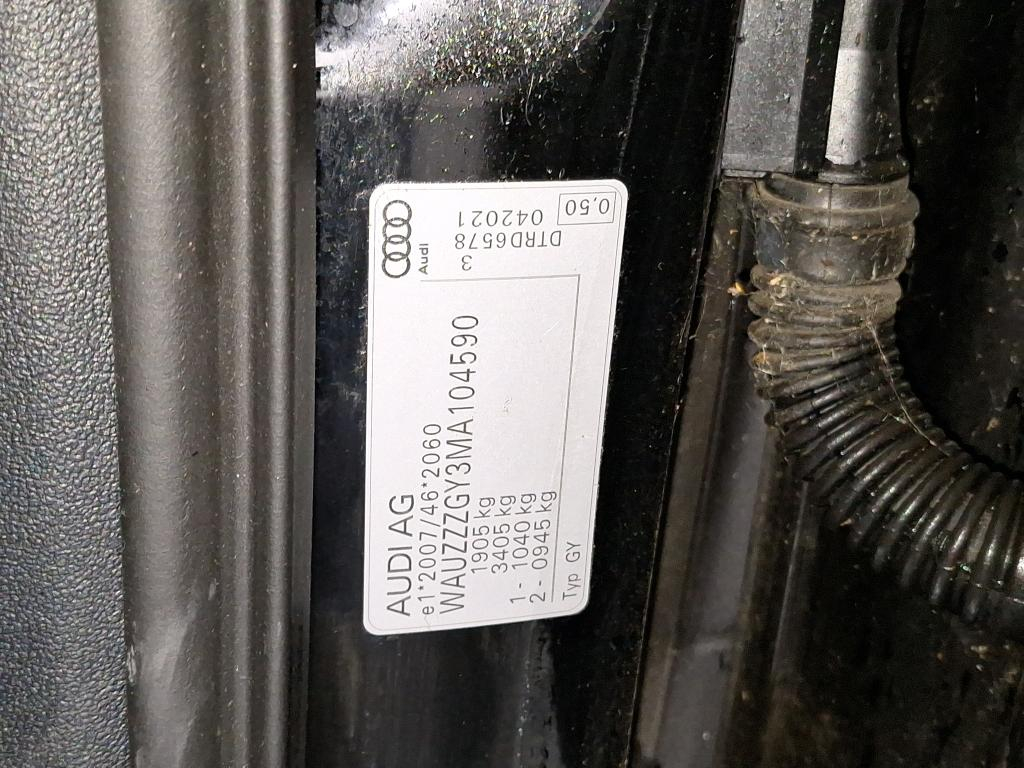 AUDI AG
e1*2007/46*2060
WAUZZZGY3MA104590
1905 kg
3405 kg
1 - 1040 kg
2 - 0945 kg
Typ GY
Audi
3
DTRD6578
042021
0,50